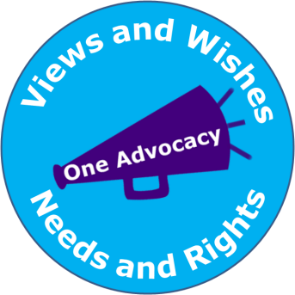 Views and Wishes
One Advocacy
Needs and Rights